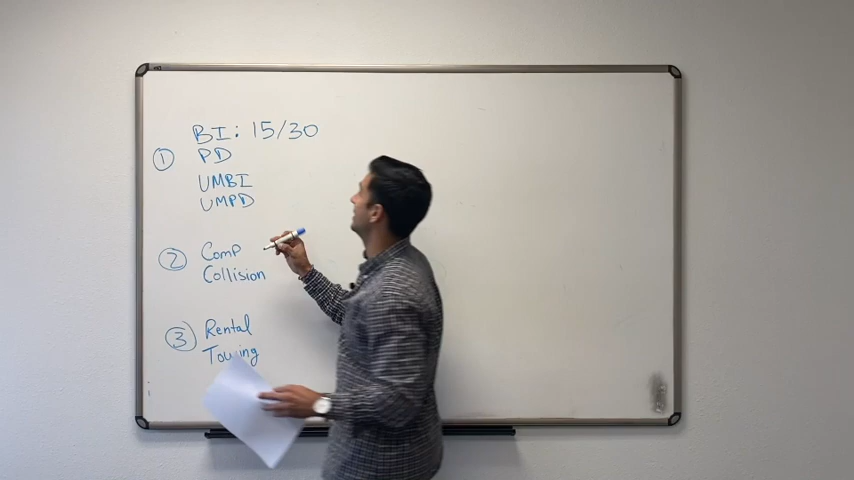 BI: 15/30
① PD
UMBI
UMPD
② Comp
Collision
③ Rental
Towing